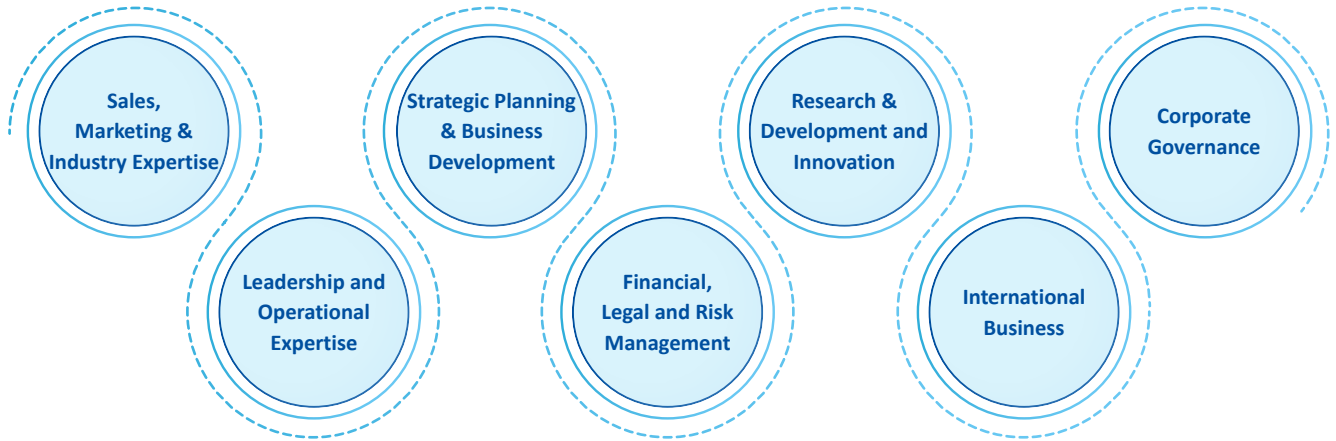 Sales,
Marketing &
Industry Expertise
Leadership and
Operational
Expertise
Strategic Planning
& Business
Development
Financial,
Legal and Risk
Management
Research &
Development and
Innovation
International
Business
Corporate
Governance